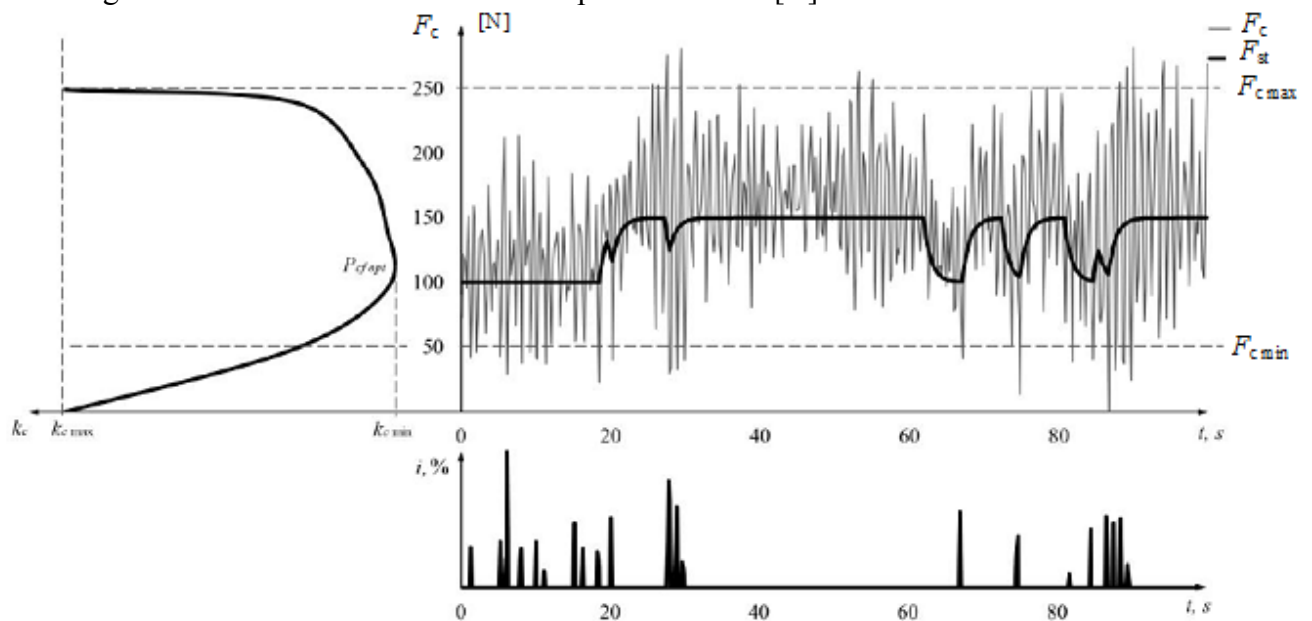 F_c [N]
F_c
F_st
250
F_c max
200
150
P_cf opt
100
50
F_c min
k_c k_c max k_c min
0 20 40 60 80 t, s
i, %
0 20 40 60 80 t, s